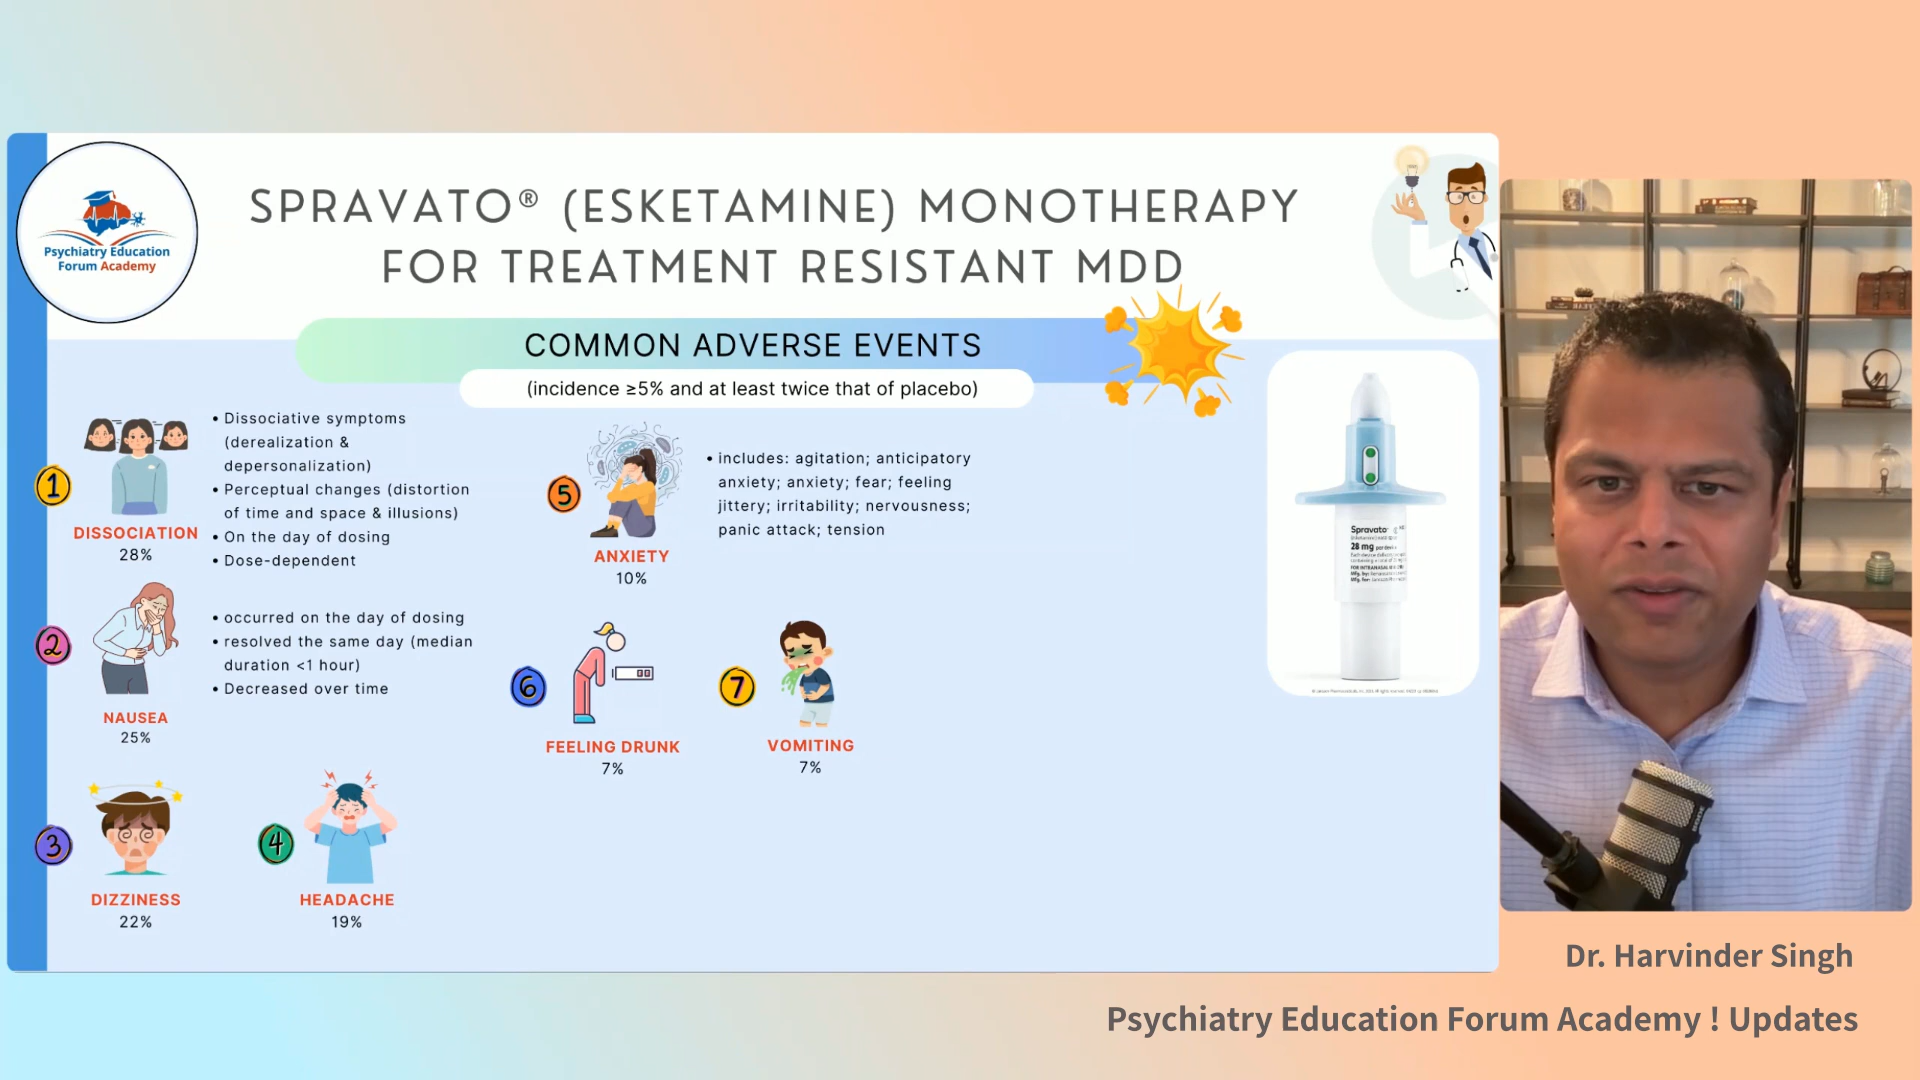 Psychiatry Education
Forum Academy
SPRAVATO® (ESKETAMINE) MONOTHERAPY
FOR TREATMENT RESISTANT MDD
COMMON ADVERSE EVENTS
(incidence ≥5% and at least twice that of placebo)
1
DISSOCIATION
28%
• Dissociative symptoms
(derealization &
depersonalization)
• Perceptual changes (distortion
of time and space & illusions)
• On the day of dosing
• Dose-dependent
2
NAUSEA
25%
• occurred on the day of dosing
• resolved the same day (median
duration <1 hour)
• Decreased over time
3
DIZZINESS
22%
4
HEADACHE
19%
5
ANXIETY
10%
• includes: agitation; anticipatory
anxiety; anxiety; fear; feeling
jittery; irritability; nervousness;
panic attack; tension
6
FEELING DRUNK
7%
7
VOMITING
7%
Spravato
28 mg
Dr. Harvinder Singh
Psychiatry Education Forum Academy ! Updates